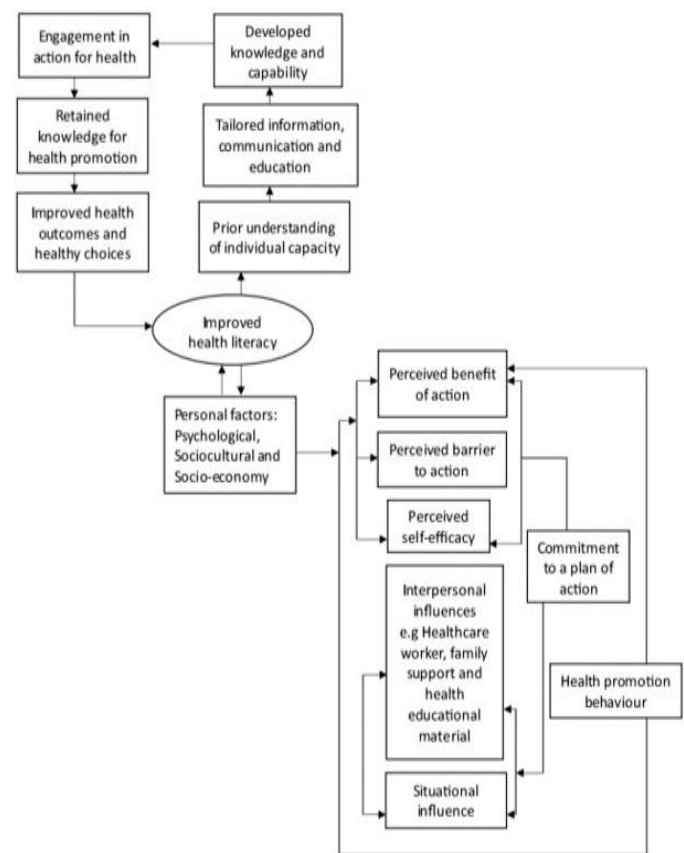 Engagement in
action for health
Developed
knowledge and
capability
Retained
knowledge for
health promotion
Tailored information,
communication and
education
Improved health
outcomes and
healthy choices
Prior understanding
of individual capacity
Improved
health literacy
Personal factors:
Psychological,
Sociocultural and
Socio-economy
Perceived benefit
of action
Perceived barrier
to action
Perceived
self-efficacy
Commitment
to a plan of
action
Interpersonal
influences
e.g Healthcare
worker, family
support and
health
educational
material
Health promotion
behaviour
Situational
influence